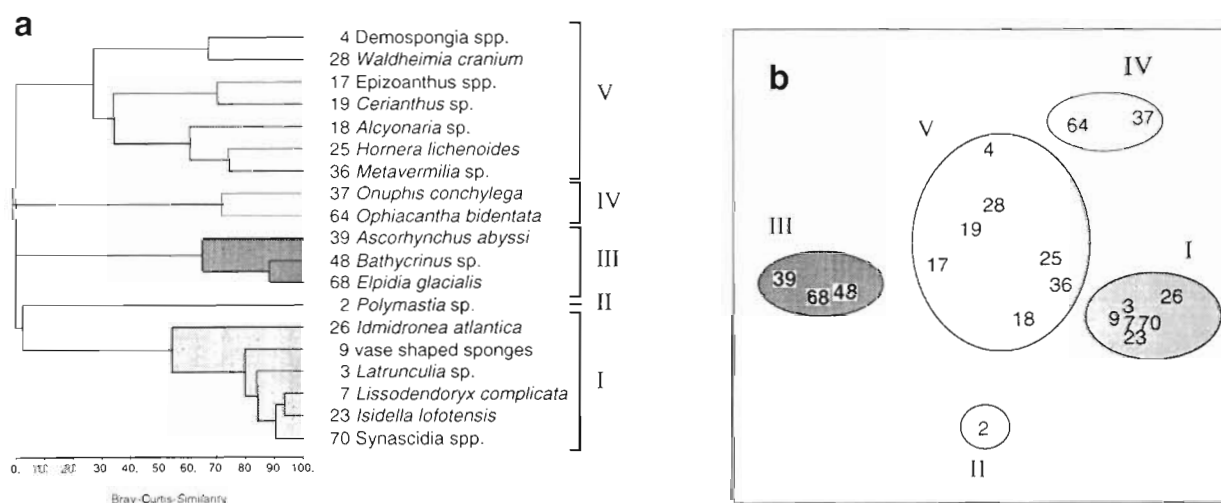 a
4 Demospongia spp.
28 Waldheimia cranium
17 Epizoanthus spp.
19 Cerianthus sp.
18 Alcyonaria sp.
25 Hornera lichenoides
36 Metavermilia sp.
V
37 Onuphis conchylega
64 Ophiacantha bidentata
IV
39 Ascorhynchus abyssi
48 Bathycrinus sp.
68 Elpidia glacialis
III
2 Polymastia sp.
II
26 Idmidronea atlantica
9 vase shaped sponges
3 Latrunculia sp.
7 Lissodendoryx complicata
23 Isidella lofotensis
70 Synascidia spp.
I
0. 10. 20. 30 40. 50. 60. 70. 80. 90. 100.
Bray-Curtis-Similarity
b
IV
64 37
V
4
28
19
17
25
36
18
III
39
68 48
I
26
3
9 7 70
23
2
II